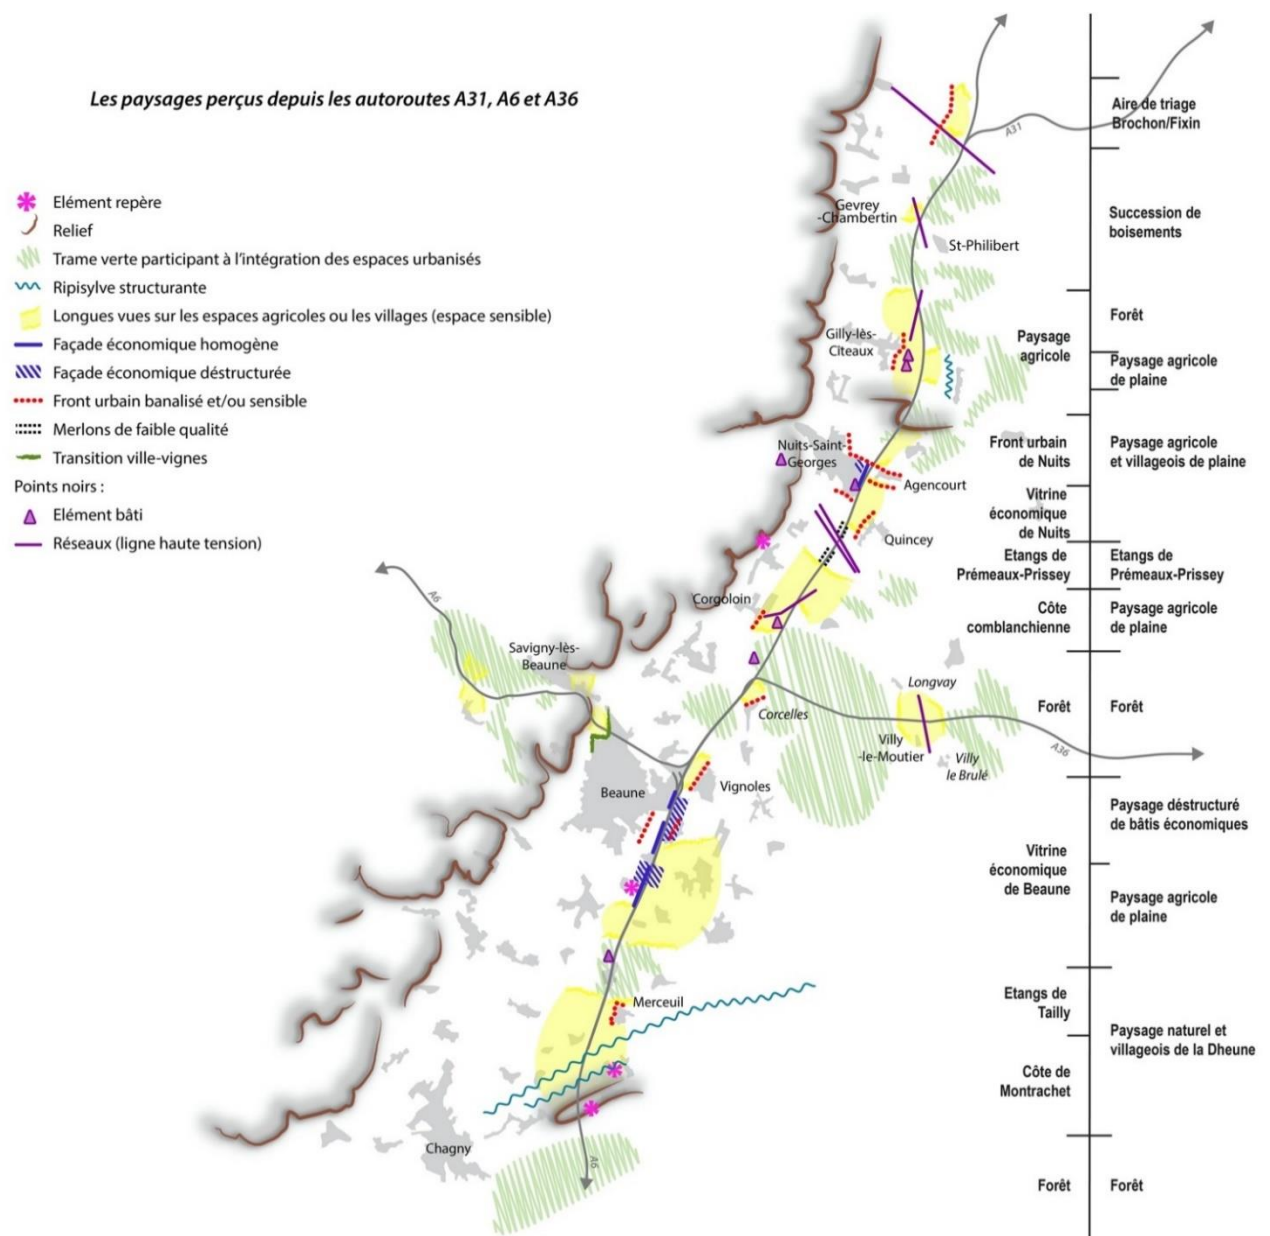 Les paysages perçus depuis les autoroutes A31, A6 et A36
Elément repère
Relief
Trame verte participant à l'intégration des espaces urbanisés
Ripisylve structurante
Longues vues sur les espaces agricoles ou les villages (espace sensible)
Façade économique homogène
Façade économique déstructurée
Front urbain banalisé et/ou sensible
Merlons de faible qualité
Transition ville-vignes
Points noirs :
Elément bâti
Réseaux (ligne haute tension)
A31
Gevrey
-Chambertin
St-Philibert
Gilly-lès-
Cîteaux
Nuits-Saint-
Georges
Agencourt
Quincey
Corgoloin
A6
Savigny-lès-
Beaune
Longvay
Corcelles
Villy
-le-Moutier
Villy
le Brulé
A36
Beaune
Vignoles
Merceuil
Chagny
A6
Paysage
agricole
Front urbain
de Nuits
Vitrine
économique
de Nuits
Etangs de
Prémeaux-Prissey
Côte
comblanchienne
Forêt
Vitrine
économique
de Beaune
Etangs de
Tailly
Côte de
Montrachet
Forêt
Aire de triage
Brochon/Fixin
Succession de
boisements
Forêt
Paysage agricole
de plaine
Paysage agricole
et villageois de plaine
Etangs de
Prémeaux-Prissey
Paysage agricole
de plaine
Forêt
Paysage déstructuré
de bâtis économiques
Paysage agricole
de plaine
Paysage naturel et
villageois de la Dheune
Forêt